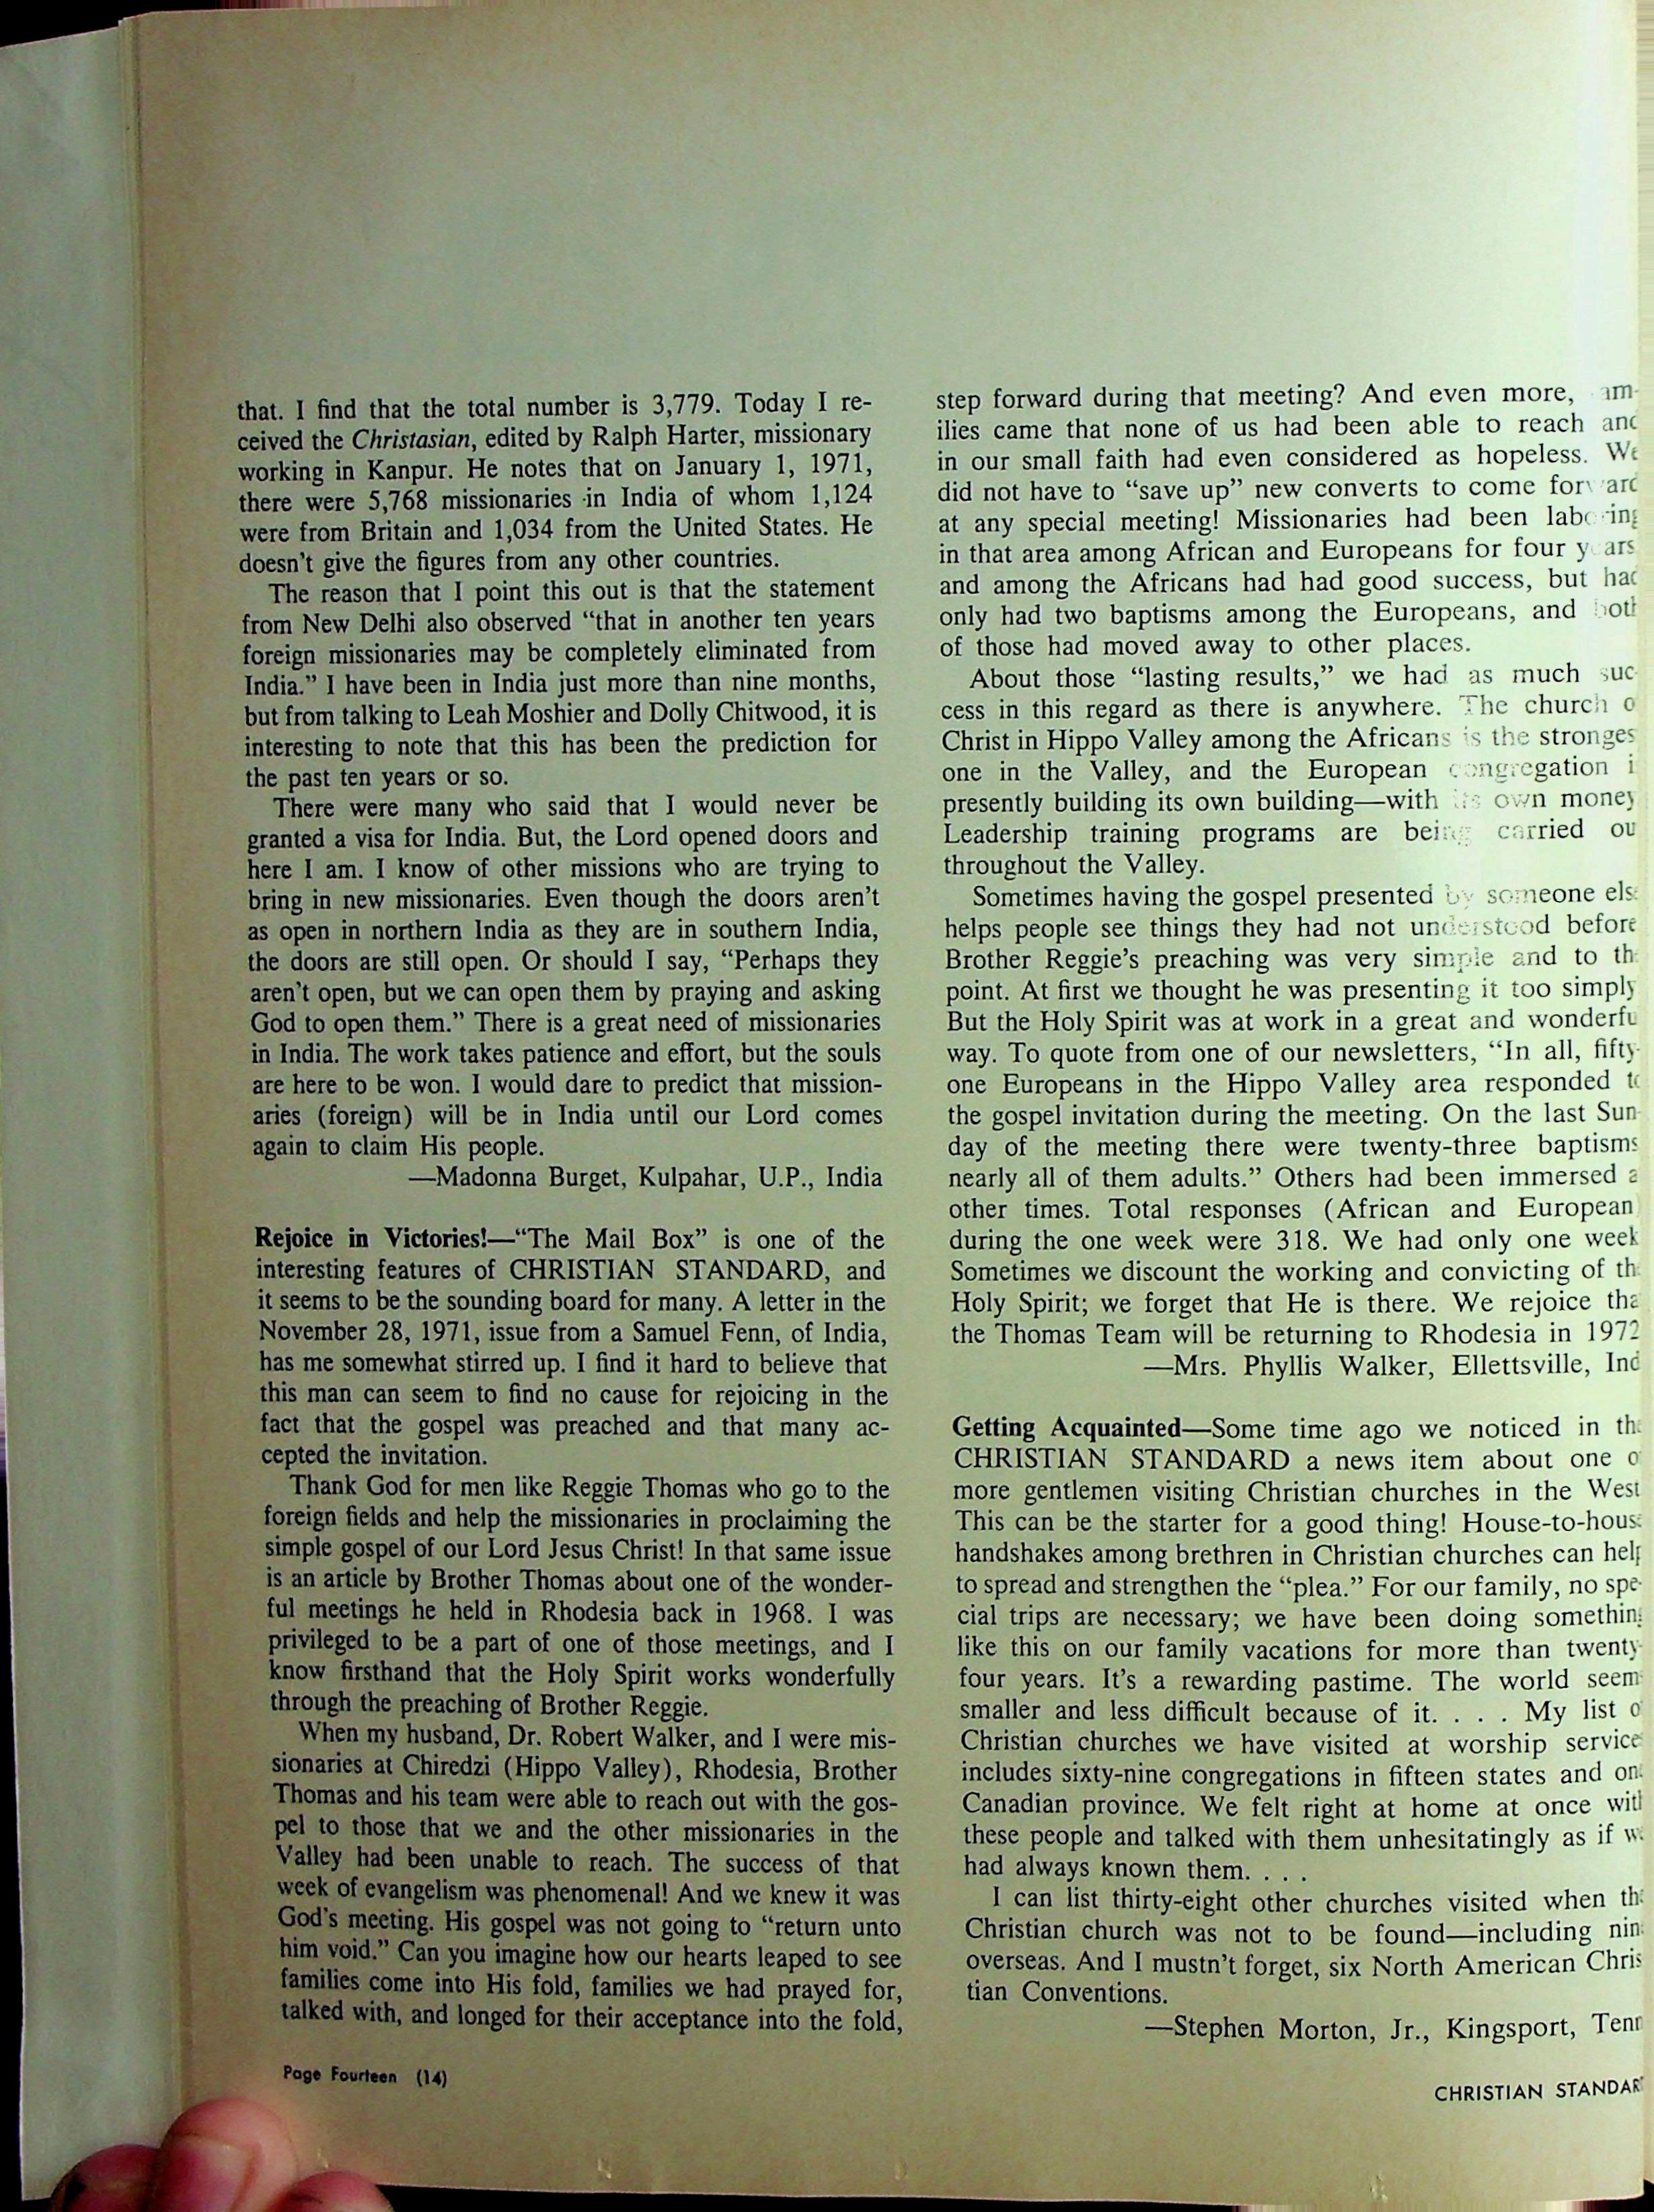 that. I find that the total number is 3,779. Today I re-
ceived the Christasian, edited by Ralph Harter, missionary
working in Kanpur. He notes that on January 1, 1971,
there were 5,768 missionaries in India of whom 1,124
were from Britain and 1,034 from the United States. He
doesn't give the figures from any other countries.
The reason that I point this out is that the statement
from New Delhi also observed “that in another ten years
foreign missionaries may be completely eliminated from
India.” I have been in India just more than nine months,
but from talking to Leah Moshier and Dolly Chitwood, it is
interesting to note that this has been the prediction for
the past ten years or so.
There were many who said that I would never be
granted a visa for India. But, the Lord opened doors and
here I am. I know of other missions who are trying to
bring in new missionaries. Even though the doors aren't
as open in northern India as they are in southern India,
the doors are still open. Or should I say, “Perhaps they
aren't open, but we can open them by praying and asking
God to open them.” There is a great need of missionaries
in India. The work takes patience and effort, but the souls
are here to be won. I would dare to predict that mission-
aries (foreign) will be in India until our Lord comes
again to claim His people.
—Madonna Burget, Kulpahar, U.P., India
Rejoice in Victories!—“The Mail Box” is one of the
interesting features of CHRISTIAN STANDARD, and
it seems to be the sounding board for many. A letter in the
November 28, 1971, issue from a Samuel Fenn, of India,
has me somewhat stirred up. I find it hard to believe that
this man can seem to find no cause for rejoicing in the
fact that the gospel was preached and that many ac-
cepted the invitation.
Thank God for men like Reggie Thomas who go to the
foreign fields and help the missionaries in proclaiming the
simple gospel of our Lord Jesus Christ! In that same issue
is an article by Brother Thomas about one of the wonder-
ful meetings he held in Rhodesia back in 1968. I was
privileged to be a part of one of those meetings, and I
know firsthand that the Holy Spirit works wonderfully
through the preaching of Brother Reggie.
When my husband, Dr. Robert Walker, and I were mis-
sionaries at Chiredzi (Hippo Valley), Rhodesia, Brother
Thomas and his team were able to reach out with the gos-
pel to those that we and the other missionaries in the
Valley had been unable to reach. The success of that
week of evangelism was phenomenal! And we knew it was
God's meeting. His gospel was not going to “return unto
him void.” Can you imagine how our hearts leaped to see
families come into His fold, families we had prayed for,
talked with, and longed for their acceptance into the fold,
step forward during that meeting? And even more, am-
ilies came that none of us had been able to reach and
in our small faith had even considered as hopeless. We
did not have to “save up” new converts to come forward
at any special meeting! Missionaries had been laboring
in that area among African and Europeans for four years
and among the Africans had had good success, but had
only had two baptisms among the Europeans, and both
of those had moved away to other places.
About those “lasting results,” we had as much suc-
cess in this regard as there is anywhere. The church o
Christ in Hippo Valley among the Africans is the stronges
one in the Valley, and the European congregation i
presently building its own building—with its own money
Leadership training programs are being carried ou
throughout the Valley.
Sometimes having the gospel presented by someone els
helps people see things they had not understood before
Brother Reggie's preaching was very simple and to th
point. At first we thought he was presenting it too simply
But the Holy Spirit was at work in a great and wonderfu
way. To quote from one of our newsletters, “In all, fifty-
one Europeans in the Hippo Valley area responded to
the gospel invitation during the meeting. On the last Sun-
day of the meeting there were twenty-three baptisms
nearly all of them adults.” Others had been immersed a
other times. Total responses (African and European)
during the one week were 318. We had only one week
Sometimes we discount the working and convicting of th
Holy Spirit; we forget that He is there. We rejoice tha
the Thomas Team will be returning to Rhodesia in 1972
—Mrs. Phyllis Walker, Ellettsville, Ind
Getting Acquainted—Some time ago we noticed in the
CHRISTIAN STANDARD a news item about one o
more gentlemen visiting Christian churches in the West
This can be the starter for a good thing! House-to-house
handshakes among brethren in Christian churches can help
to spread and strengthen the “plea.” For our family, no spe-
cial trips are necessary; we have been doing something
like this on our family vacations for more than twenty-
four years. It's a rewarding pastime. The world seem
smaller and less difficult because of it. . . . My list o
Christian churches we have visited at worship service
includes sixty-nine congregations in fifteen states and one
Canadian province. We felt right at home at once with
these people and talked with them unhesitatingly as if w
had always known them. . . .
I can list thirty-eight other churches visited when the
Christian church was not to be found—including nin
overseas. And I mustn't forget, six North American Chris
tian Conventions.
—Stephen Morton, Jr., Kingsport, Tenn
Page Fourteen (14)
CHRISTIAN STANDAR